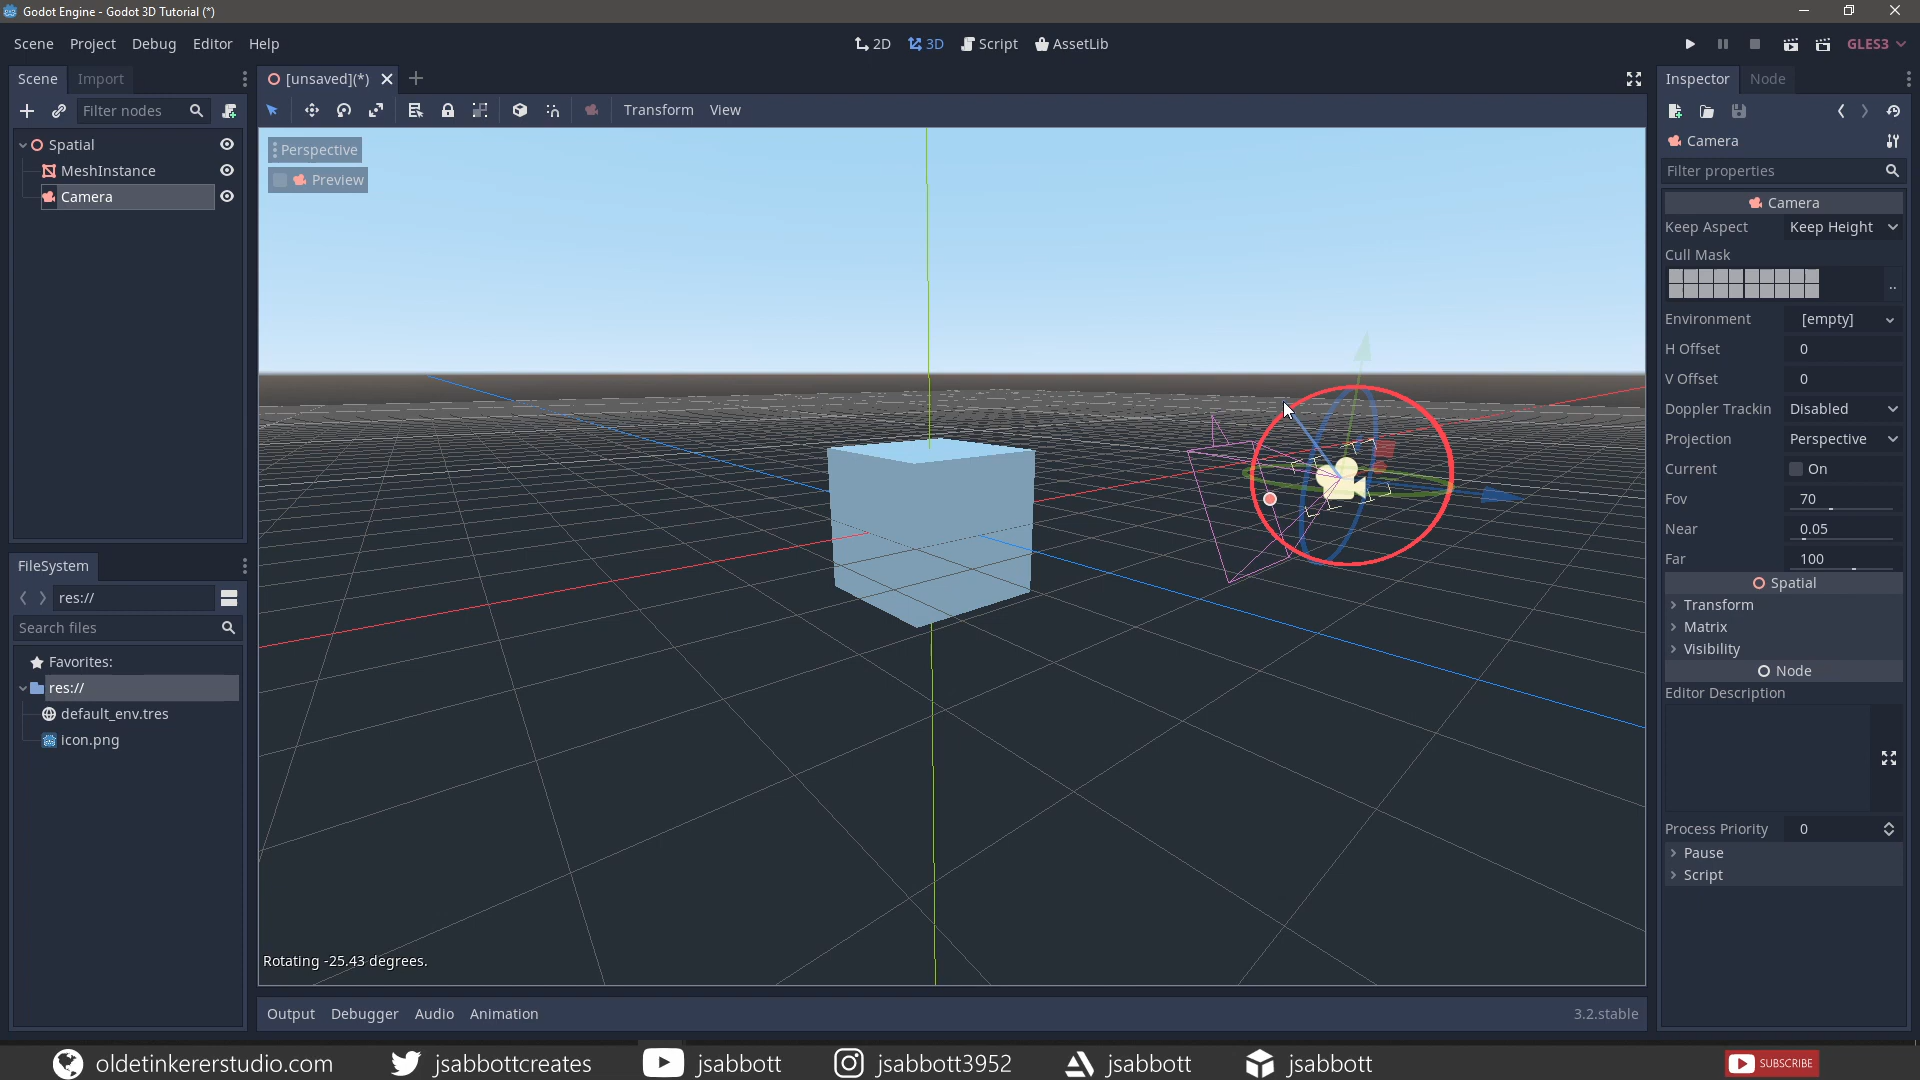 Godot Engine - Godot 3D Tutorial (*)
Scene Project Debug Editor Help
2D 3D Script AssetLib
GLES3
Scene Import
Filter nodes
Spatial
MeshInstance
Camera
FileSystem
res://
Search files
Favorites:
res://
default_env.tres
icon.png
[unsaved](*)
Transform View
Perspective
Preview
Rotating -25.43 degrees.
Output Debugger Audio Animation
3.2.stable
Inspector Node
Camera
Filter properties
Camera
Keep Aspect Keep Height
Cull Mask
..
Environment [empty]
H Offset 0
V Offset 0
Doppler Trackin Disabled
Projection Perspective
Current On
Fov 70
Near 0.05
Far 100
Spatial
Transform
Matrix
Visibility
Node
Editor Description
Process Priority 0
Pause
Script
oldetinkererstudio.com jsabbottcreates jsabbott jsabbott3952 jsabbott jsabbott SUBSCRIBE